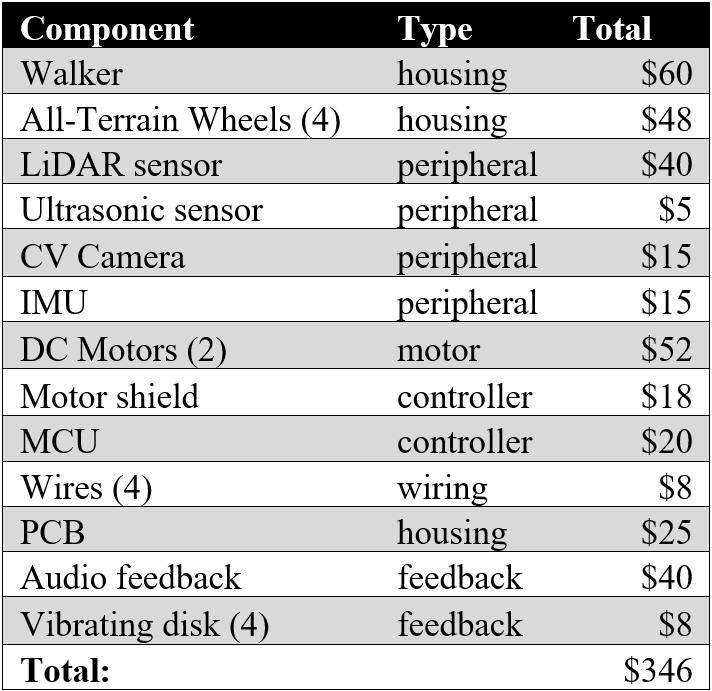 Component Type Total
Walker housing $60
All-Terrain Wheels (4) housing $48
LiDAR sensor peripheral $40
Ultrasonic sensor peripheral $5
CV Camera peripheral $15
IMU peripheral $15
DC Motors (2) motor $52
Motor shield controller $18
MCU controller $20
Wires (4) wiring $8
PCB housing $25
Audio feedback feedback $40
Vibrating disk (4) feedback $8
Total: $346